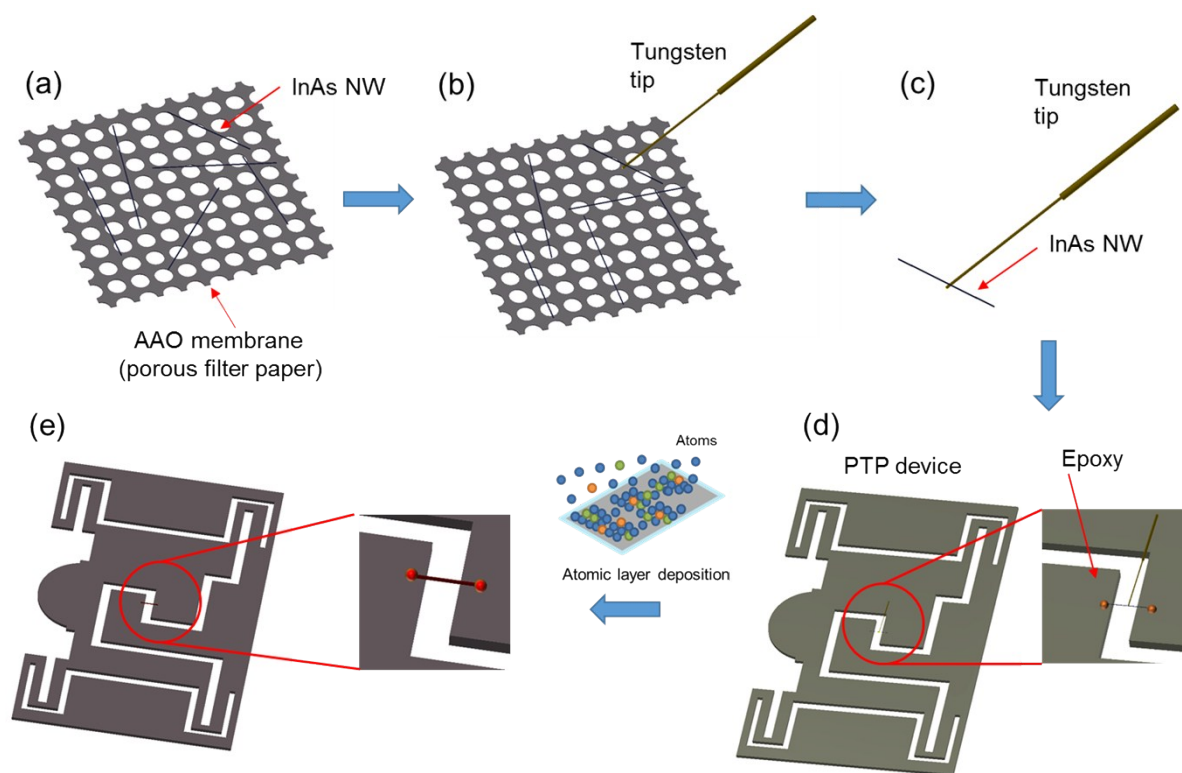 (a)
InAs NW
AAO membrane
(porous filter paper)
(b)
Tungsten
tip
(c)
Tungsten
tip
InAs NW
(e)
Atoms
Atomic layer deposition
(d)
PTP device
Epoxy